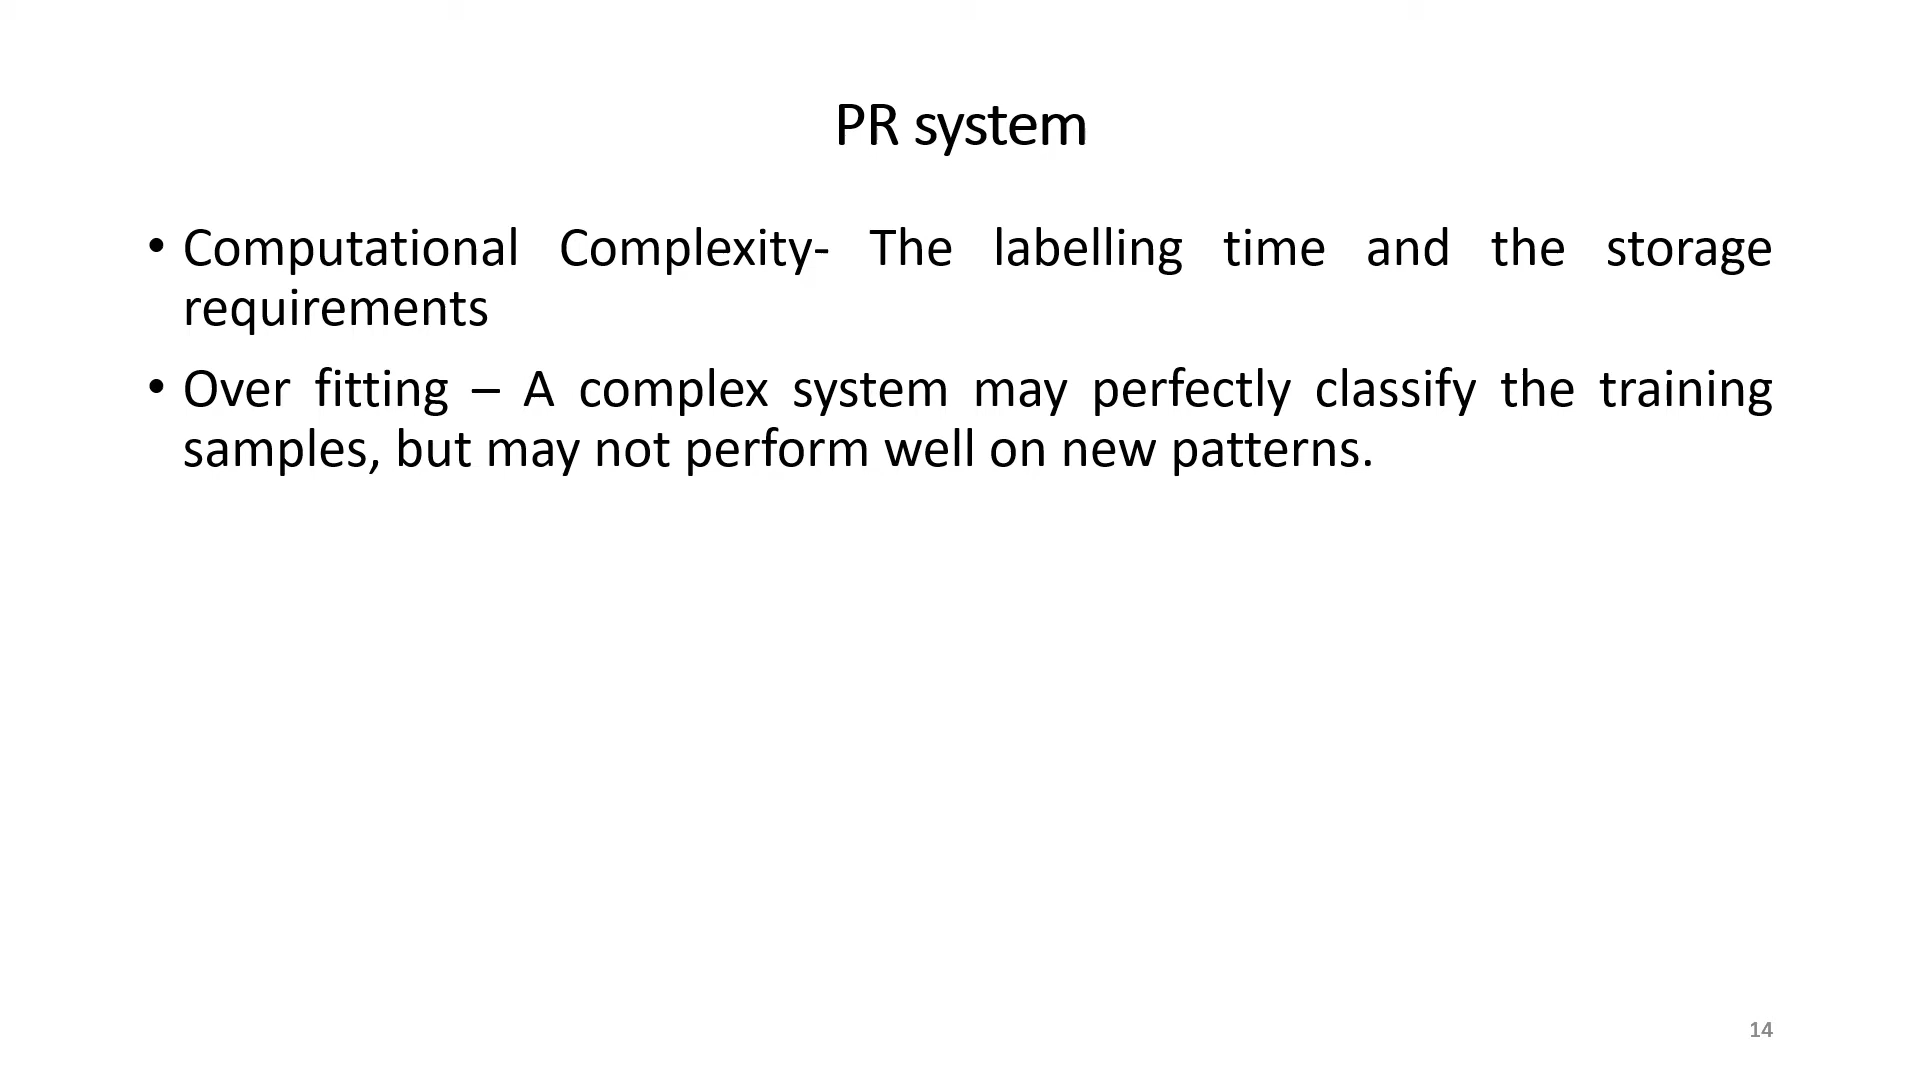 PR system
• Computational Complexity- The labelling time and the storage
requirements
• Over fitting – A complex system may perfectly classify the training
samples, but may not perform well on new patterns.
14